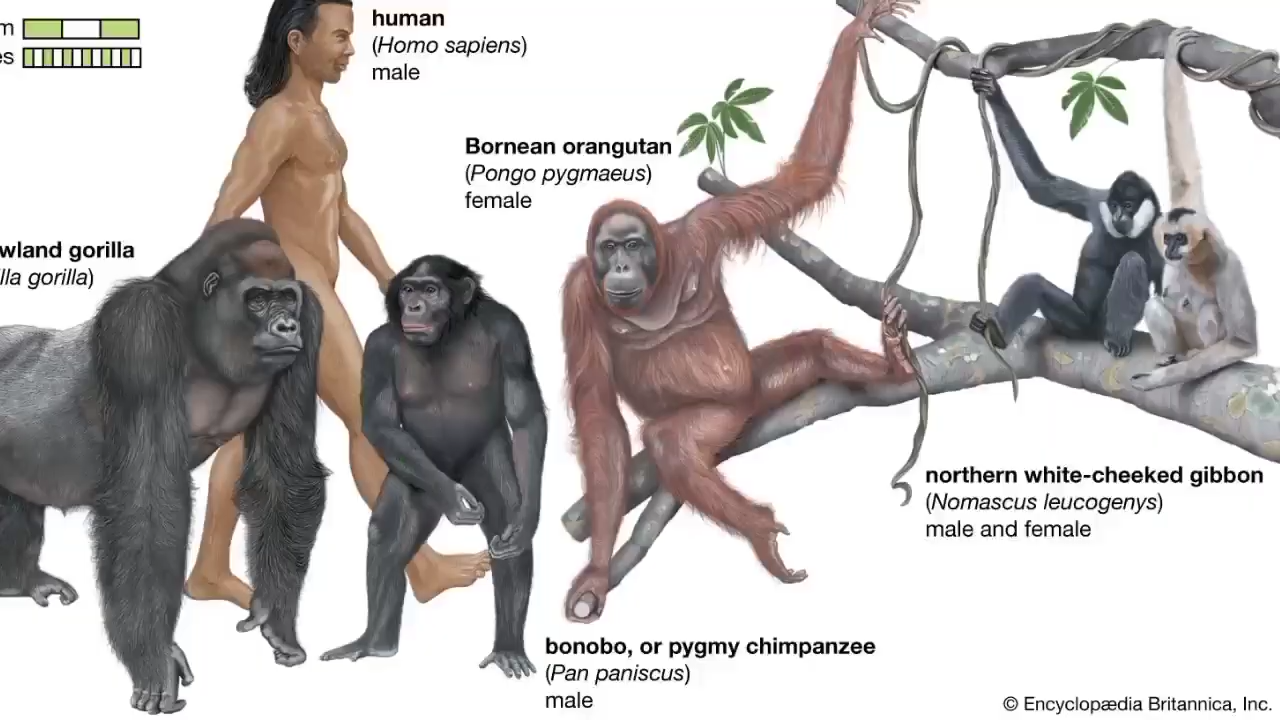 m
es
human
(Homo sapiens)
male
Bornean orangutan
(Pongo pygmaeus)
female
wland gorilla
lla gorilla)
northern white-cheeked gibbon
(Nomascus leucogenys)
male and female
bonobo, or pygmy chimpanzee
(Pan paniscus)
male
© Encyclopædia Britannica, Inc.